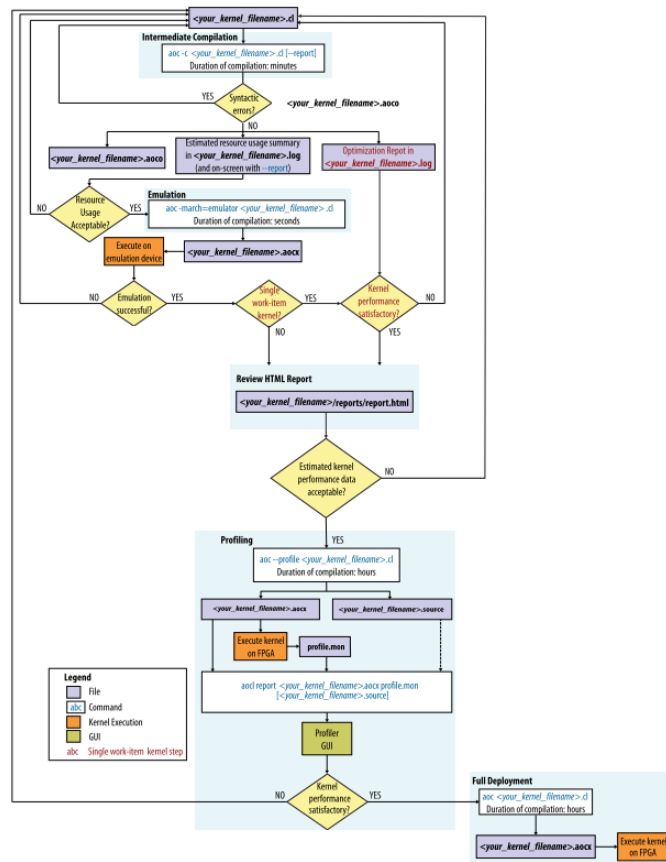 <your_kernel_filename>.cl
Intermediate Compilation
aoc -c <your_kernel_filename>.cl [--report]
Duration of compilation: minutes
YES
Syntactic
errors?
<your_kernel_filename>.aoco
NO
<your_kernel_filename>.aoco
Estimated resource usage summary
in <your_kernel_filename>.log
(and on-screen with --report)
Optimization Repot in
<your_kernel_filename>.log
NO
Resource
Usage
Acceptable?
YES
Emulation
aoc -march=emulator <your_kernel_filename> .cl
Duration of compilation: seconds
Execute on
emulation device
<your_kernel_filename>.aocx
NO
Emulation
successful?
YES
Single
work-item
kernel?
YES
Kernel
performance
satisfactory?
NO
NO
YES
Review HTML Report
<your_kernel_filename>/reports/report.html
Estimated kernel
performance data
acceptable?
NO
YES
Profiling
aoc --profile <your_kernel_filename>.cl
Duration of compilation: hours
<your_kernel_filename>.aocx
<your_kernel_filename>.source
Execute kernel
on FPGA
profile.mon
aocl report <your_kernel_filename>.aocx profile.mon
[<your_kernel_filename>.source]
Profiler
GUI
NO
Kernel
performance
satisfactory?
YES
Legend
File
abc Command
Kernel Execution
GUI
abc Single work-item kernel step
Full Deployment
aoc <your_kernel_filename>.cl
Duration of compilation: hours
<your_kernel_filename>.aocx
Execute kernel
on FPGA